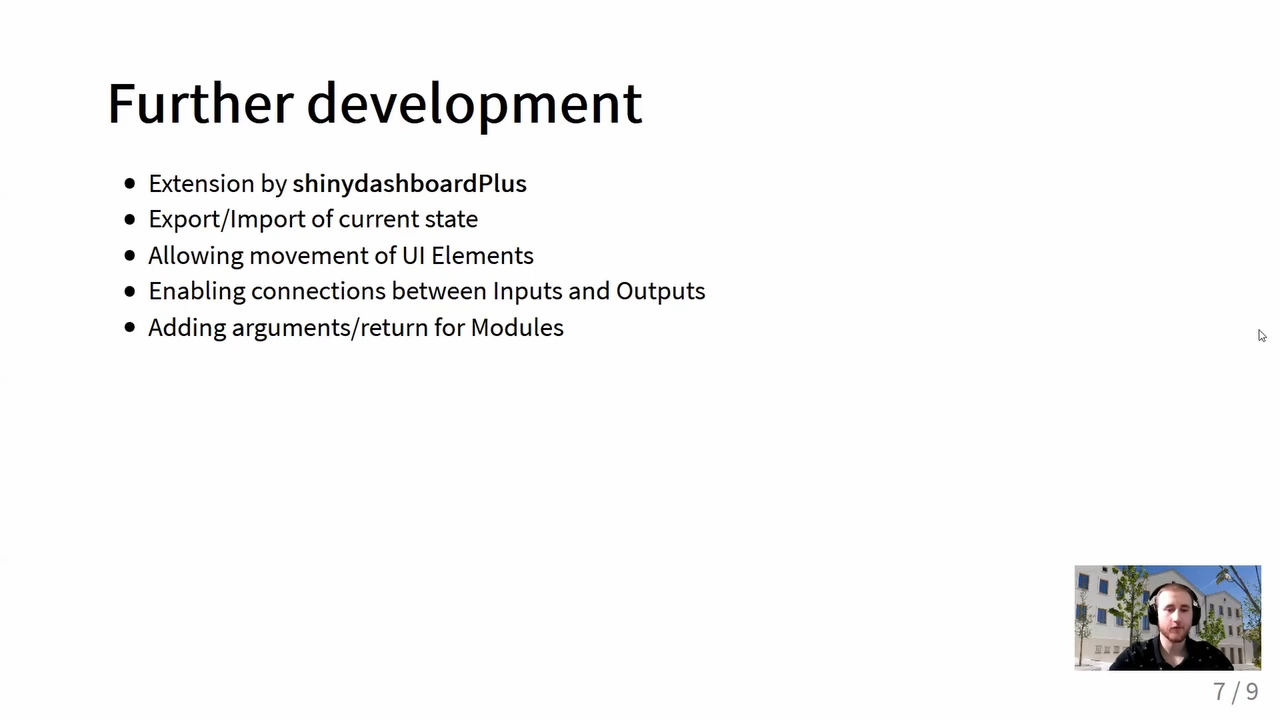 Further development
Extension by shinydashboardPlus
Export/Import of current state
Allowing movement of UI Elements
Enabling connections between Inputs and Outputs
Adding arguments/return for Modules
7 / 9